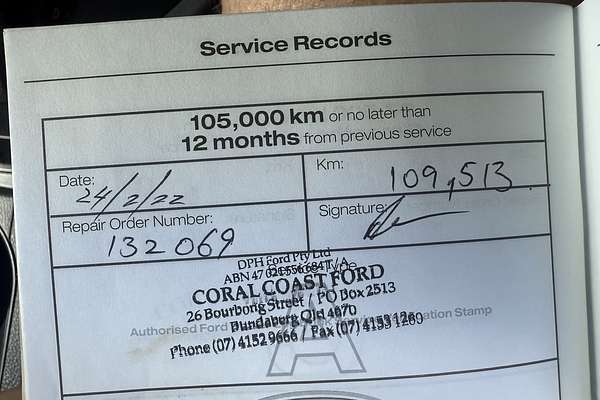 Service Records
105,000 km or no later than
12 months from previous service
Date:
24/2/22
Km:
109,513
Repair Order Number:
132069
Signature:
DPH Ford Pty Ltd
ABN 47 T/A
CORAL COAST FORD
26 Bourbong Street / PO Box 2513
Bundaberg Qld 4670
Authorised Ford Stamp
Phone (07) 4152 9666 / Fax (07) 4153 1260